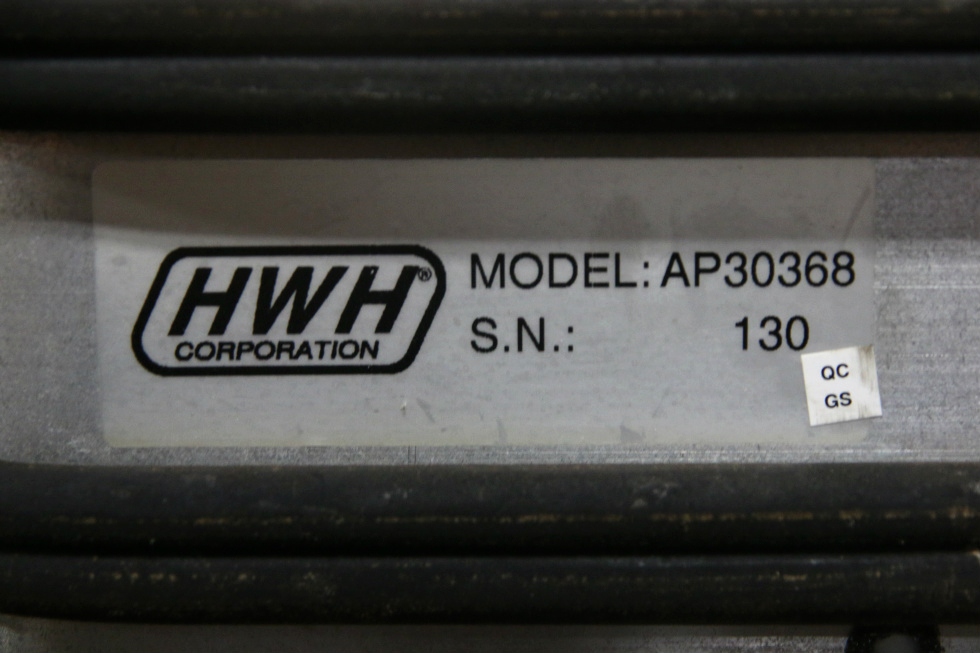 HWH®
CORPORATION
MODEL: AP30368
S.N.: 130
QC
GS